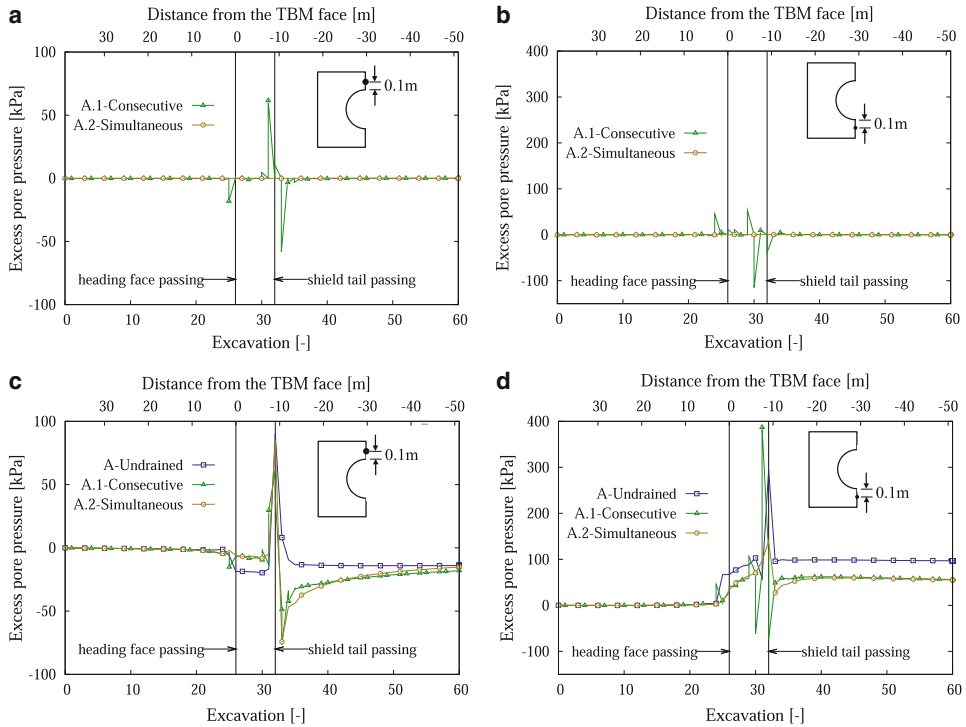 a
Distance from the TBM face [m]
30 20 10 0 -10 -20 -30 -40 -50
Excess pore pressure [kPa]
100
50
0
-50
-100
A.1-Consecutive
A.2-Simultaneous
0.1m
heading face passing
shield tail passing
0 10 20 30 40 50 60
Excavation [-]
b
Distance from the TBM face [m]
30 20 10 0 -10 -20 -30 -40 -50
Excess pore pressure [kPa]
400
300
200
100
0
-100
A.1-Consecutive
A.2-Simultaneous
0.1m
heading face passing
shield tail passing
0 10 20 30 40 50 60
Excavation [-]
c
Distance from the TBM face [m]
30 20 10 0 -10 -20 -30 -40 -50
Excess pore pressure [kPa]
100
50
0
-50
-100
A-Undrained
A.1-Consecutive
A.2-Simultaneous
0.1m
heading face passing
shield tail passing
0 10 20 30 40 50 60
Excavation [-]
d
Distance from the TBM face [m]
30 20 10 0 -10 -20 -30 -40 -50
Excess pore pressure [kPa]
400
300
200
100
0
-100
A-Undrained
A.1-Consecutive
A.2-Simultaneous
0.1m
heading face passing
shield tail passing
0 10 20 30 40 50 60
Excavation [-]